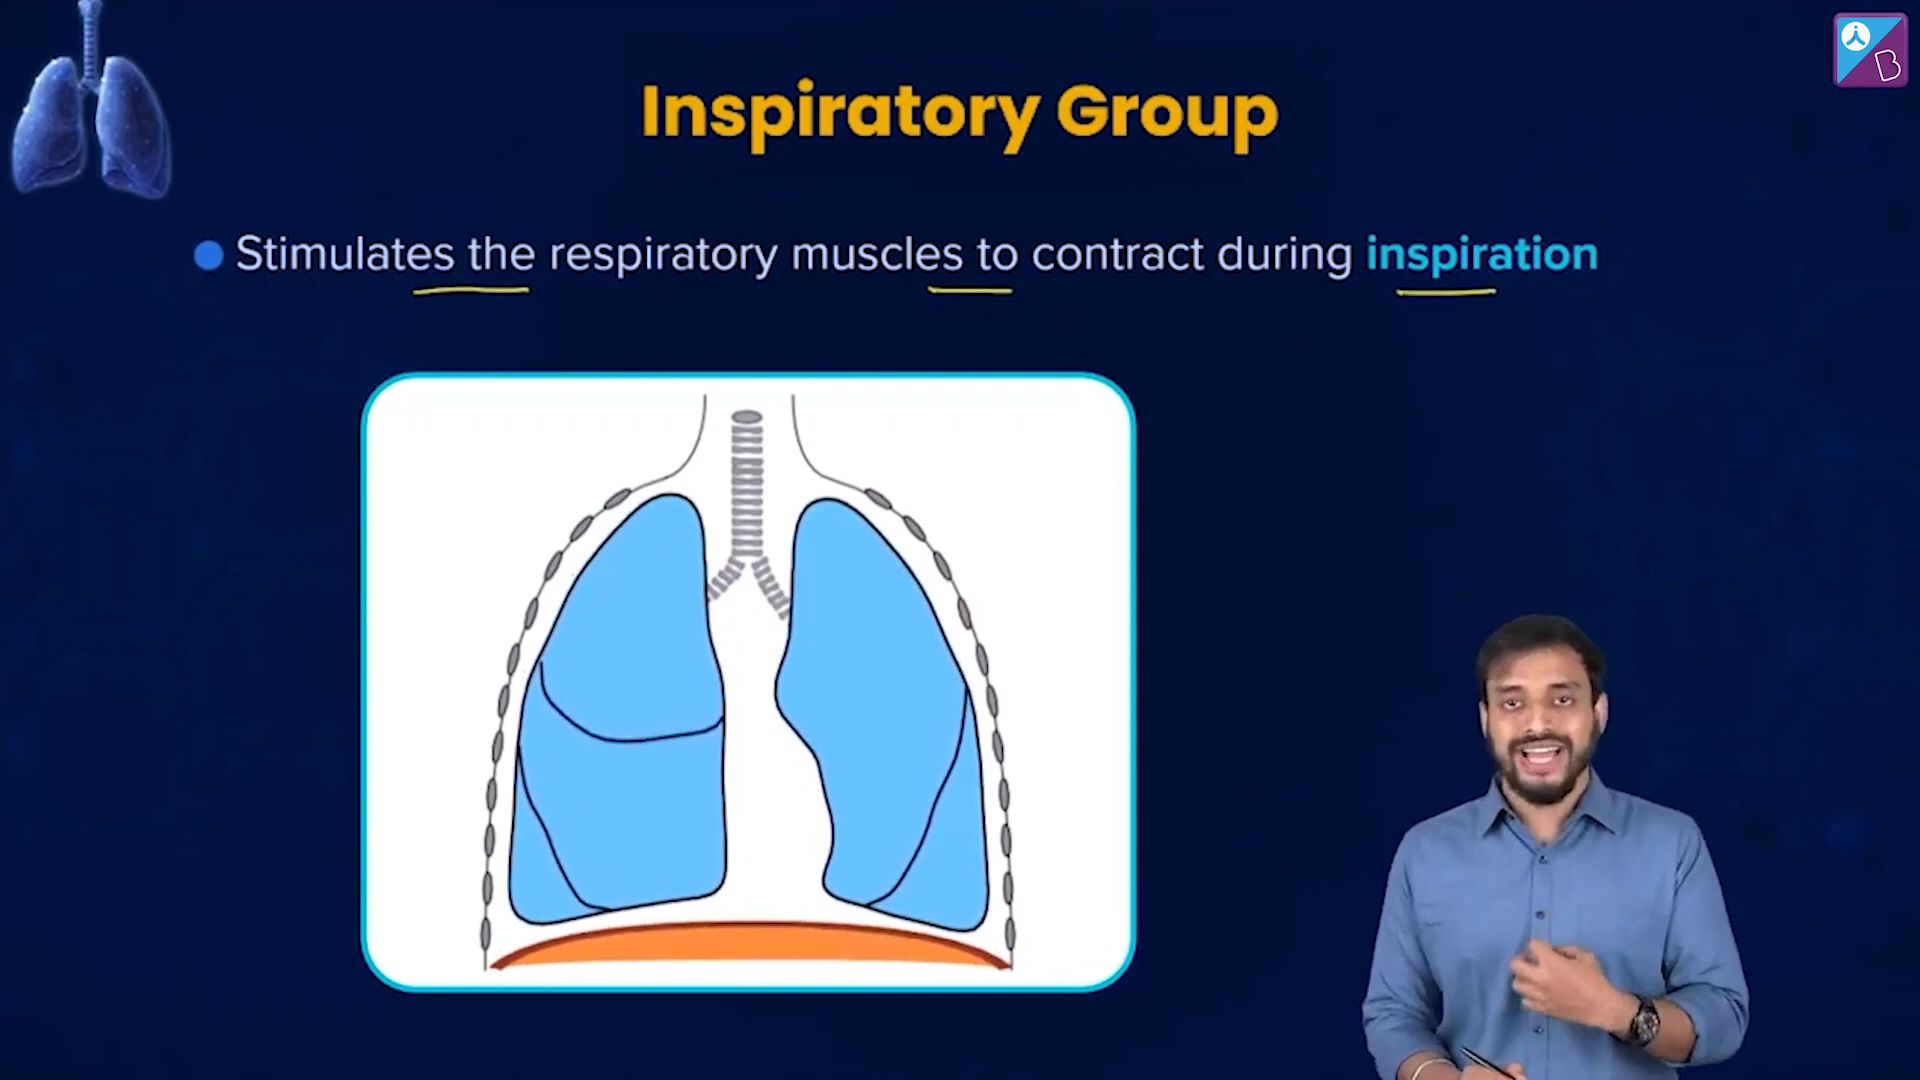 Inspiratory Group
Stimulates the respiratory muscles to contract during inspiration
B